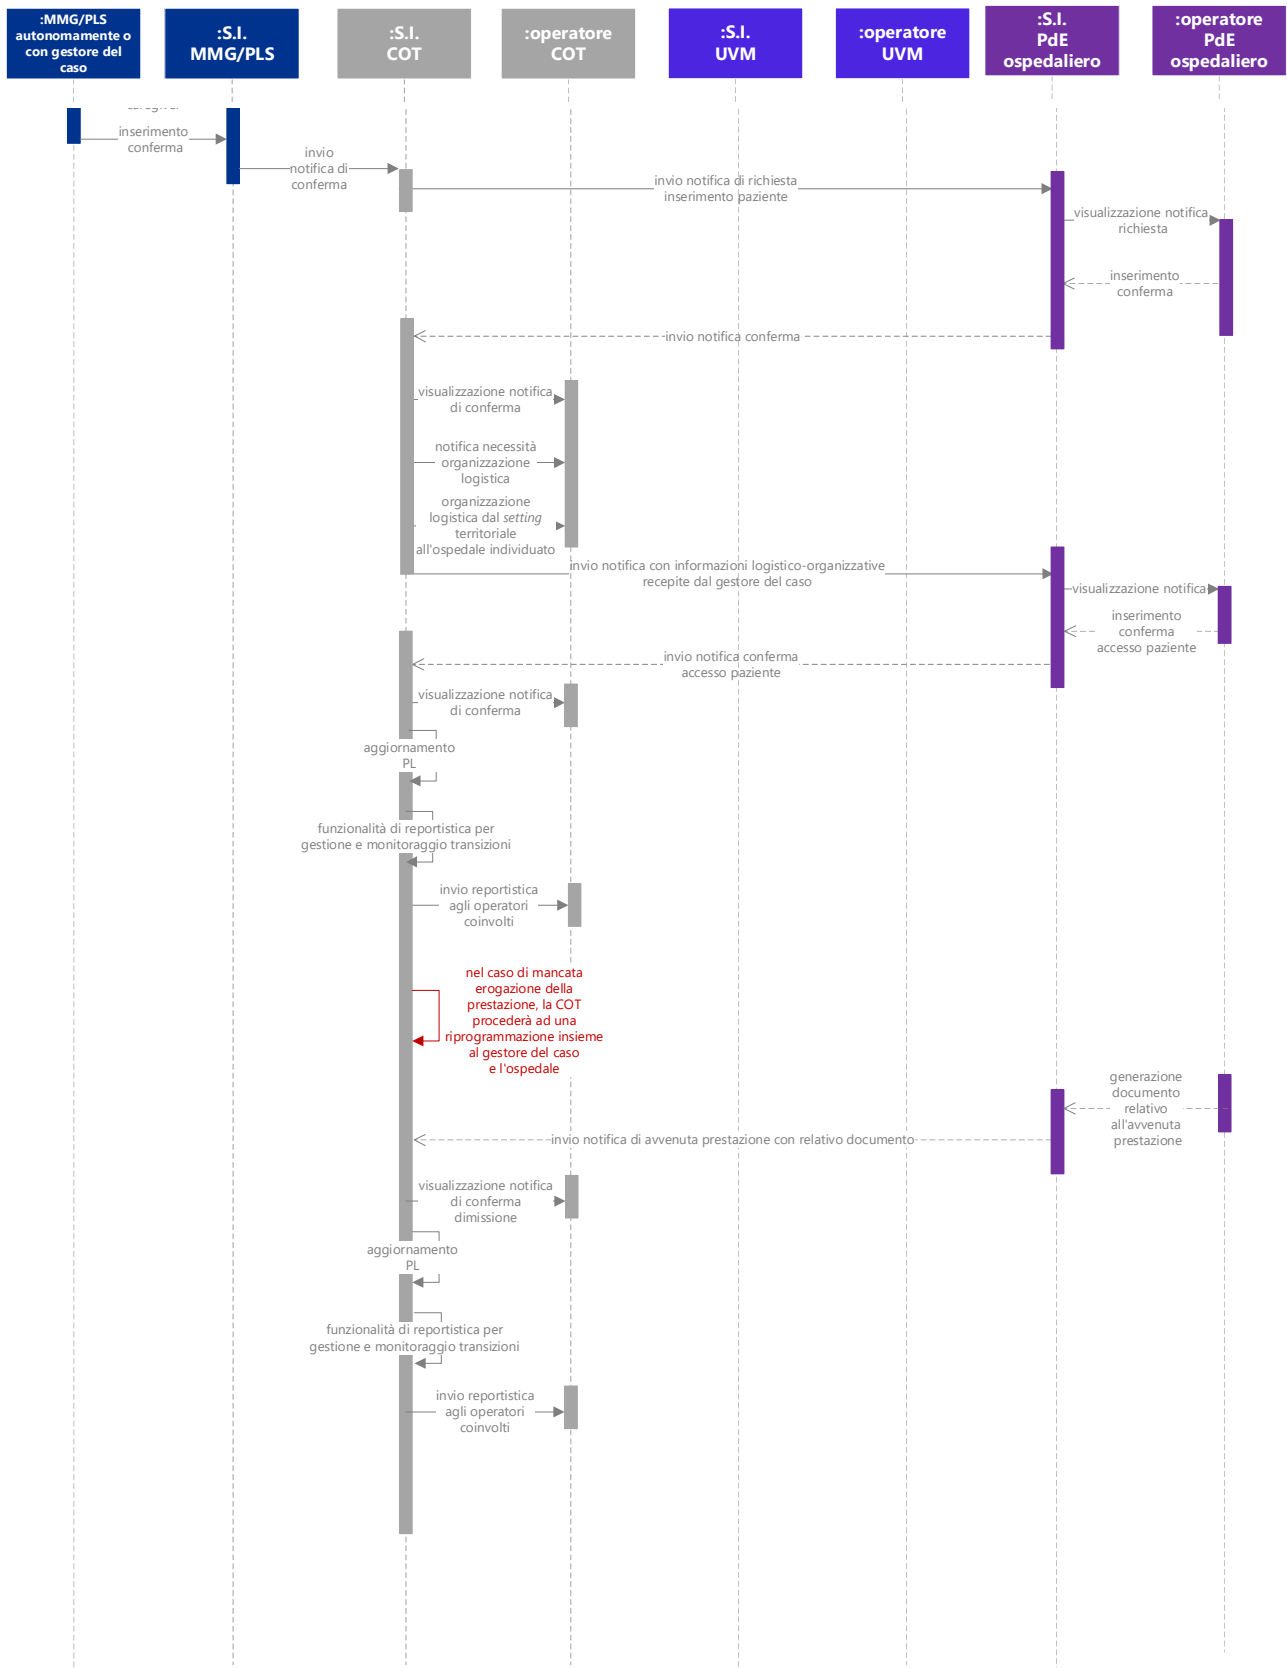 :MMG/PLS
autonomamente o
con gestore del
caso
:S.I.
MMG/PLS
:S.I.
COT
:operatore
COT
:S.I.
UVM
:operatore
UVM
:S.I.
PdE
ospedaliero
:operatore
PdE
ospedaliero
inserimento
conferma
invio
notifica di
conferma
invio notifica di richiesta
inserimento paziente
visualizzazione notifica
richiesta
inserimento
conferma
invio notifica conferma
visualizzazione notifica
di conferma
notifica necessità
organizzazione
logistica
organizzazione
logistica dal setting
territoriale
all'ospedale individuato
invio notifica con informazioni logistico-organizzative
recepite dal gestore del caso
visualizzazione notifica
inserimento
conferma
accesso paziente
invio notifica conferma
accesso paziente
visualizzazione notifica
di conferma
aggiornamento
PL
funzionalità di reportistica per
gestione e monitoraggio transizioni
invio reportistica
agli operatori
coinvolti
nel caso di mancata
erogazione della
prestazione, la COT
procederà ad una
riprogrammazione insieme
al gestore del caso
e l'ospedale
generazione
documento
relativo
all'avvenuta
prestazione
invio notifica di avvenuta prestazione con relativo documento
visualizzazione notifica
di conferma
dimissione
aggiornamento
PL
funzionalità di reportistica per
gestione e monitoraggio transizioni
invio reportistica
agli operatori
coinvolti